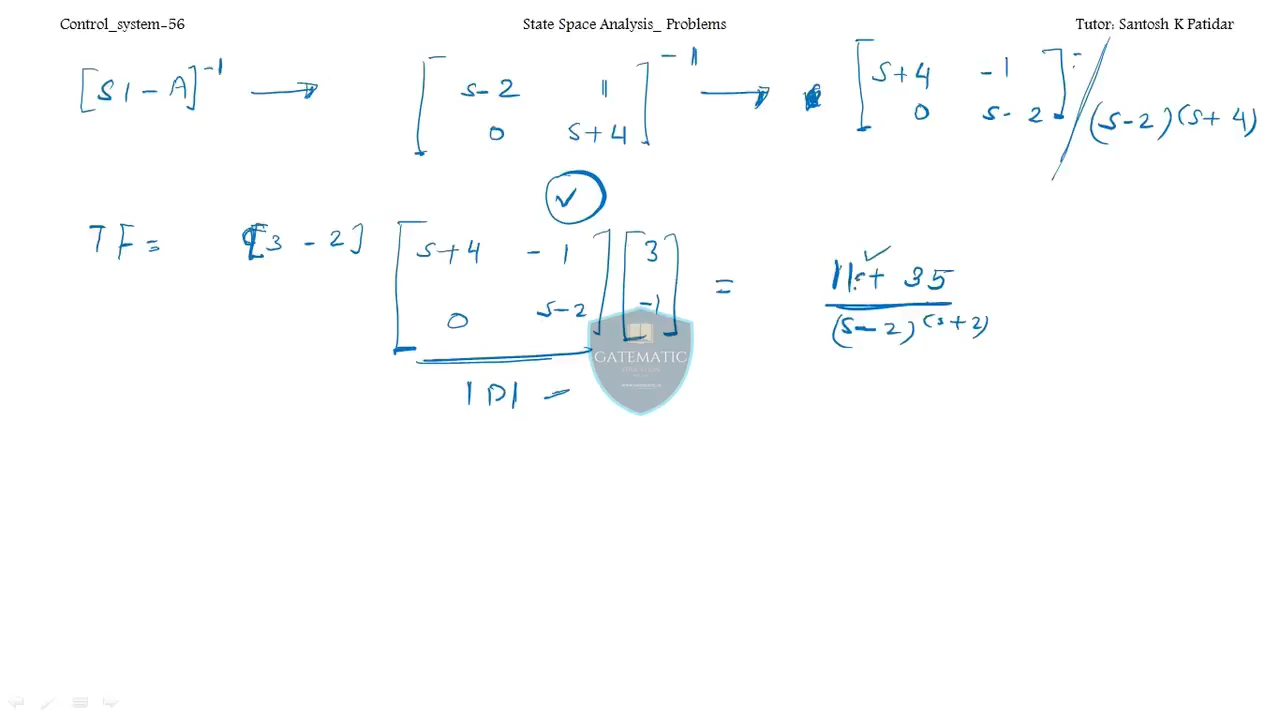 Control_system-56 State Space Analysis_ Problems Tutor: Santosh K Patidar
[SI - A]⁻¹ → [s-2 1 ]⁻¹ → [s+4 -1 ]
0 s+4 0 s-2 / (s-2)(s+4)
TF = [3 -2] [s+4 -1 ] [3 ] = 11s+ 35
0 s-2 -1 (s-2)(s+2)
GATEMATIC
EDUCATION
|D| =